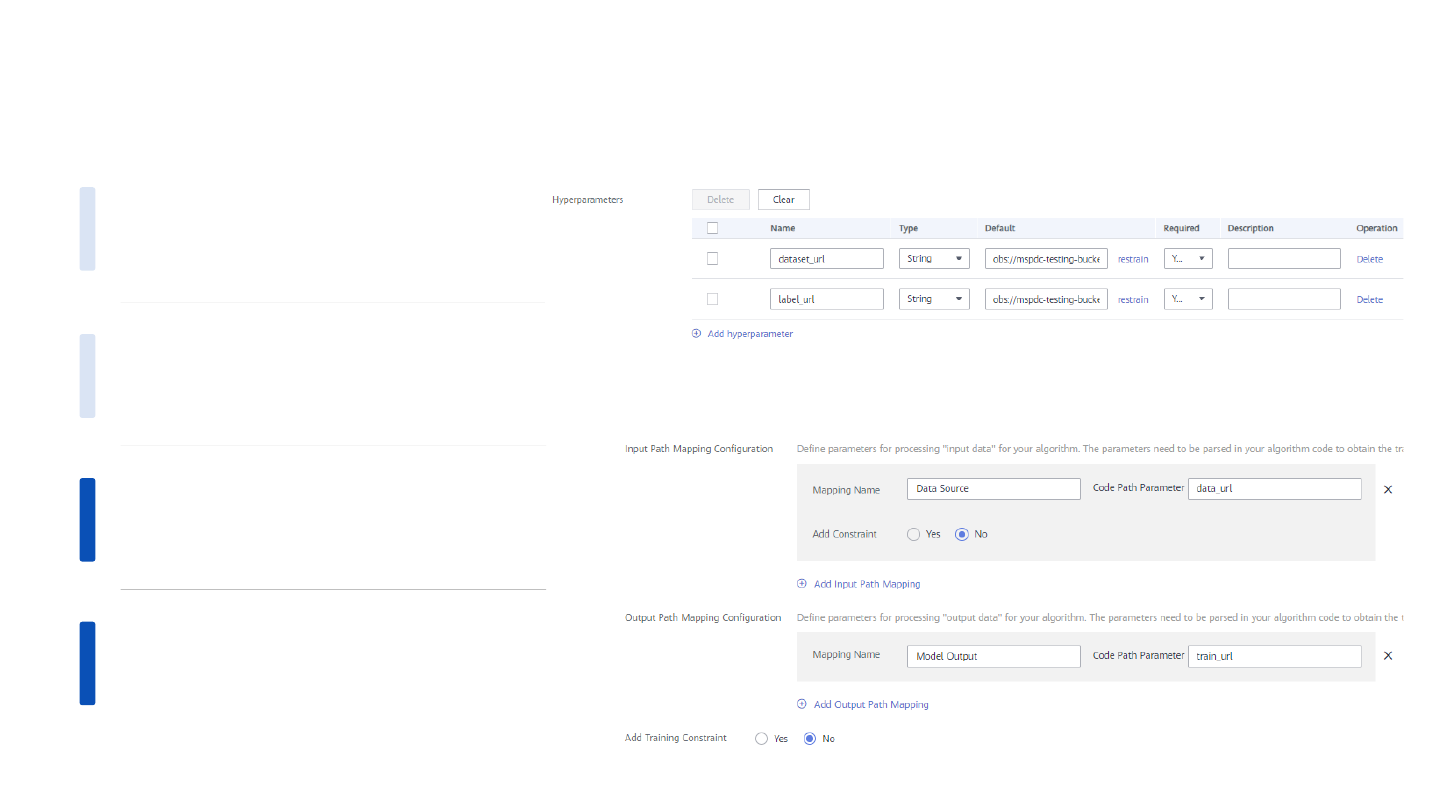 Hyperparameters Delete Clear
Name Type Default Required Description Operation
dataset_url String obs://mspdc-testing-bucke restrain Y... Delete
label_url String obs://mspdc-testing-bucke restrain Y... Delete
Add hyperparameter
Input Path Mapping Configuration Define parameters for processing "input data" for your algorithm. The parameters need to be parsed in your algorithm code to obtain the
Mapping Name Data Source Code Path Parameter data_url X
Add Constraint Yes No
Add Input Path Mapping
Output Path Mapping Configuration Define parameters for processing "output data" for your algorithm. The parameters need to be parsed in your algorithm code to obtain the
Mapping Name Model Output Code Path Parameter train_url X
Add Output Path Mapping
Add Training Constraint Yes No